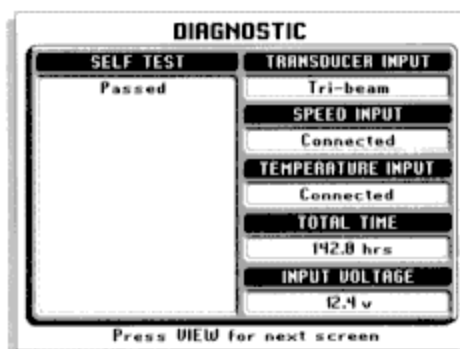 DIAGNOSTIC
SELF TEST
Passed
TRANSDUCER INPUT
Tri-beam
SPEED INPUT
Connected
TEMPERATURE INPUT
Connected
TOTAL TIME
142.0 hrs
INPUT VOLTAGE
12.4 v
Press VIEW for next screen